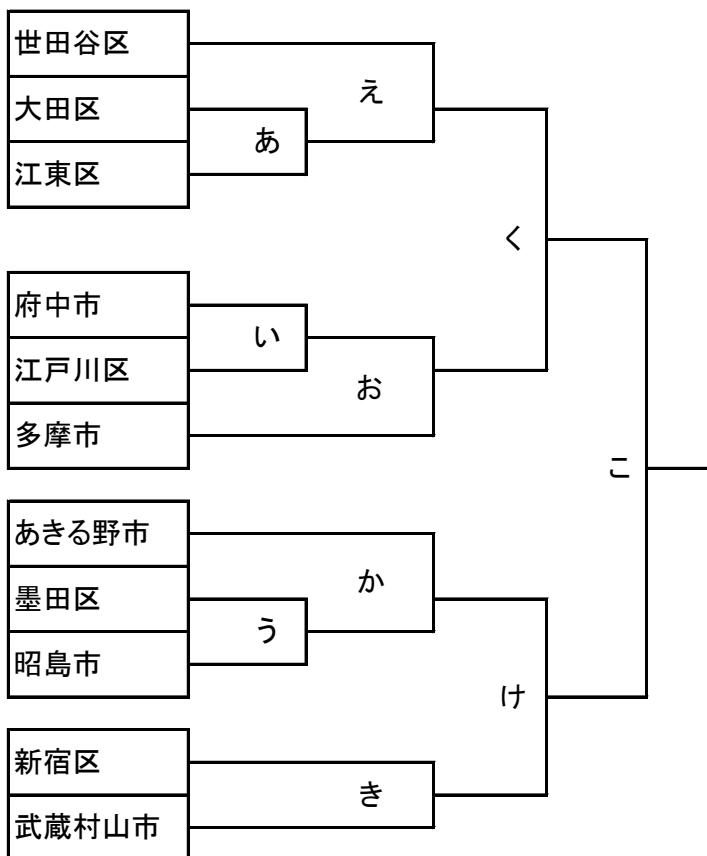 世田谷区
大田区
江東区
府中市
江戸川区
多摩市
あきる野市
墨田区
昭島市
新宿区
武蔵村山市
え
あ
い
お
か
う
き
く
け
こ